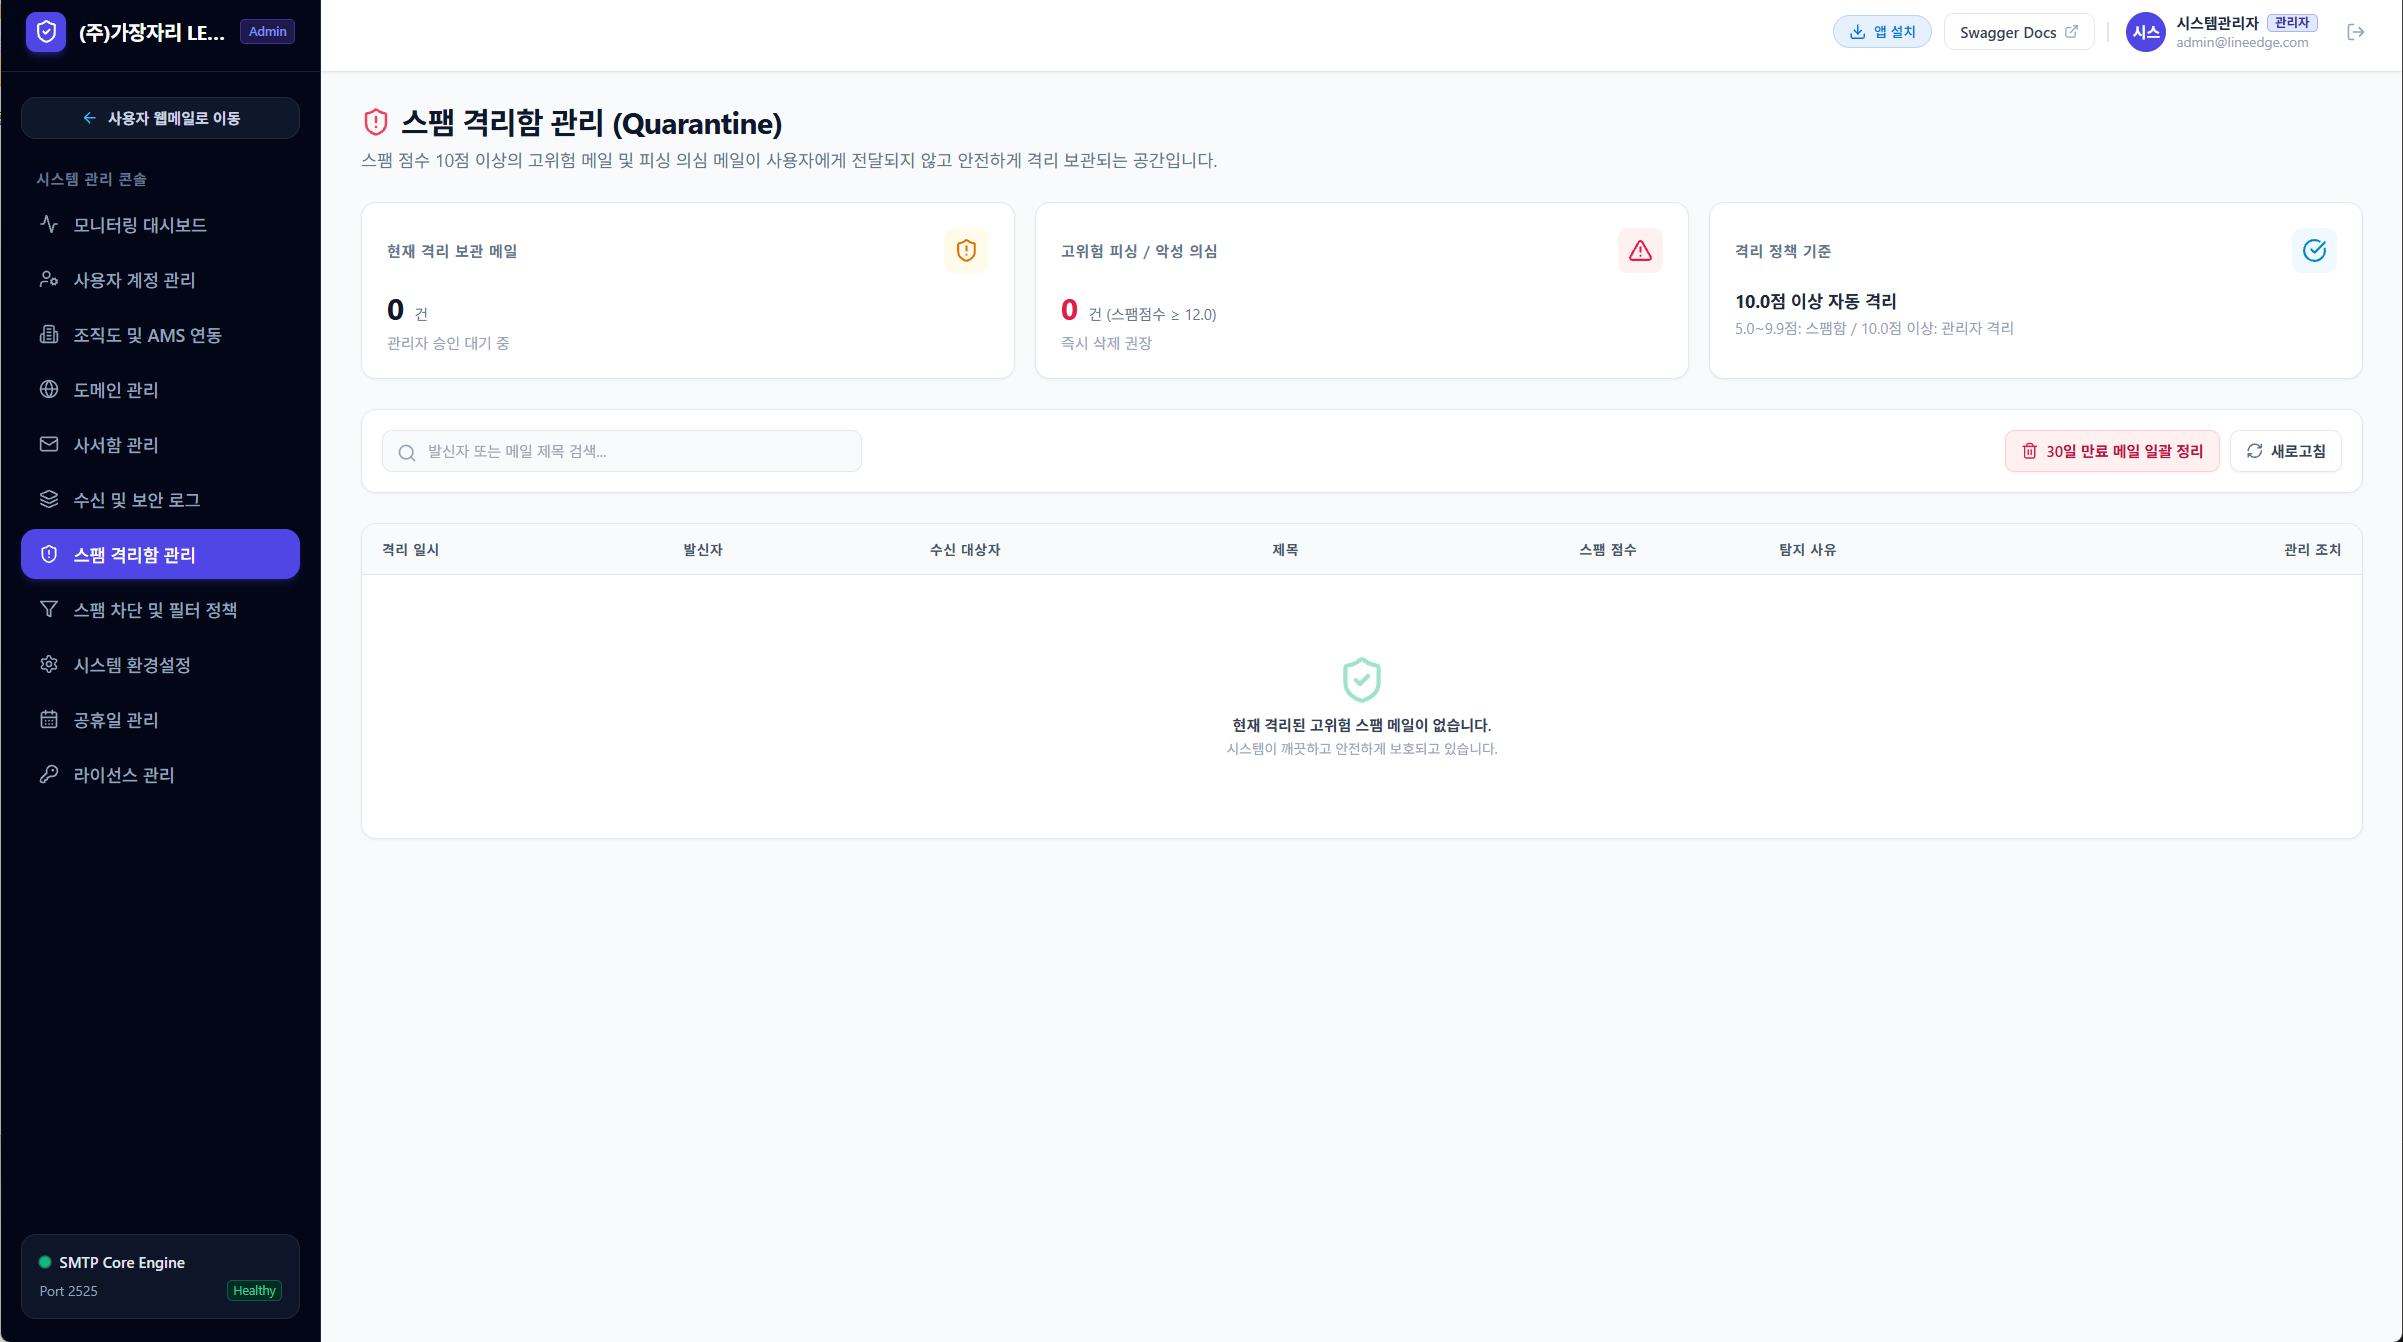 (주)가장자리 LE...
Admin
앱 설치
Swagger Docs
시스
시스템관리자
관리자
admin@lineedge.com
사용자 웹메일로 이동
시스템 관리 콘솔
모니터링 대시보드
사용자 계정 관리
조직도 및 AMS 연동
도메인 관리
사서함 관리
수신 및 보안 로그
스팸 격리함 관리
스팸 차단 및 필터 정책
시스템 환경설정
공휴일 관리
라이선스 관리
SMTP Core Engine
Port 2525
Healthy
스팸 격리함 관리 (Quarantine)
스팸 점수 10점 이상의 고위험 메일 및 피싱 의심 메일이 사용자에게 전달되지 않고 안전하게 격리 보관되는 공간입니다.
현재 격리 보관 메일
0 건
관리자 승인 대기 중
고위험 피싱 / 악성 의심
0 건 (스팸점수 ≥ 12.0)
즉시 삭제 권장
격리 정책 기준
10.0점 이상 자동 격리
5.0~9.9점: 스팸함 / 10.0점 이상: 관리자 격리
발신자 또는 메일 제목 검색...
30일 만료 메일 일괄 정리
새로고침
격리 일시 발신자 수신 대상자 제목 스팸 점수 탐지 사유 관리 조치
현재 격리된 고위험 스팸 메일이 없습니다.
시스템이 깨끗하고 안전하게 보호되고 있습니다.